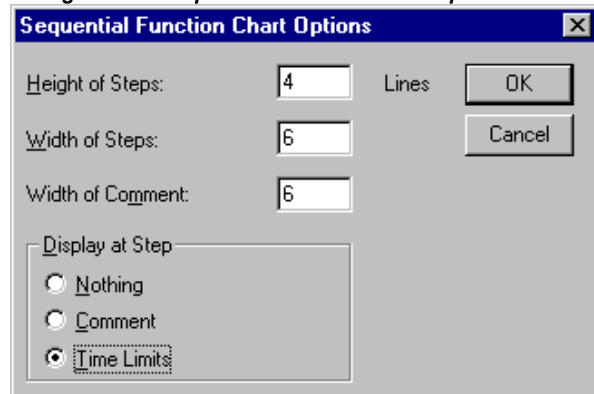 Sequential Function Chart Options
Height of Steps: 4 Lines OK
Width of Steps: 6 Cancel
Width of Comment: 6
Display at Step
Nothing
Comment
Time Limits